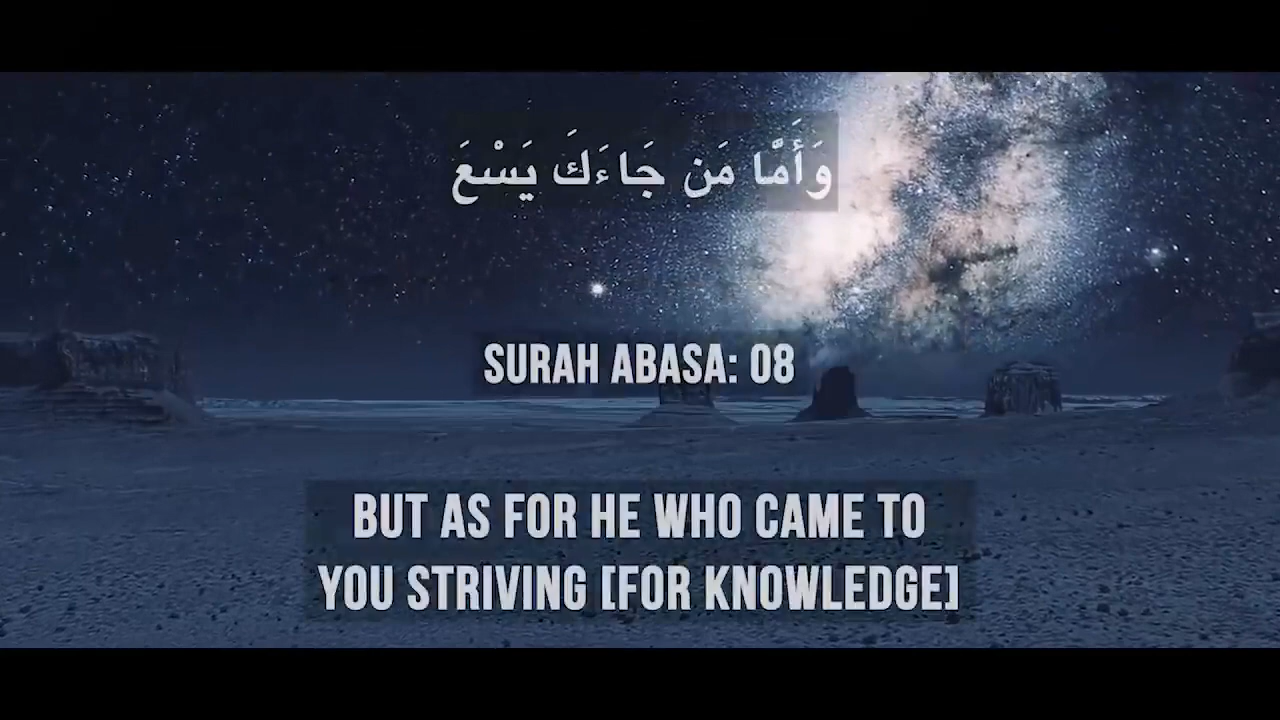 وَأَمَّا مَن جَاءَكَ يَسْعَ
SURAH ABASA: 08
BUT AS FOR HE WHO CAME TO
YOU STRIVING [FOR KNOWLEDGE]